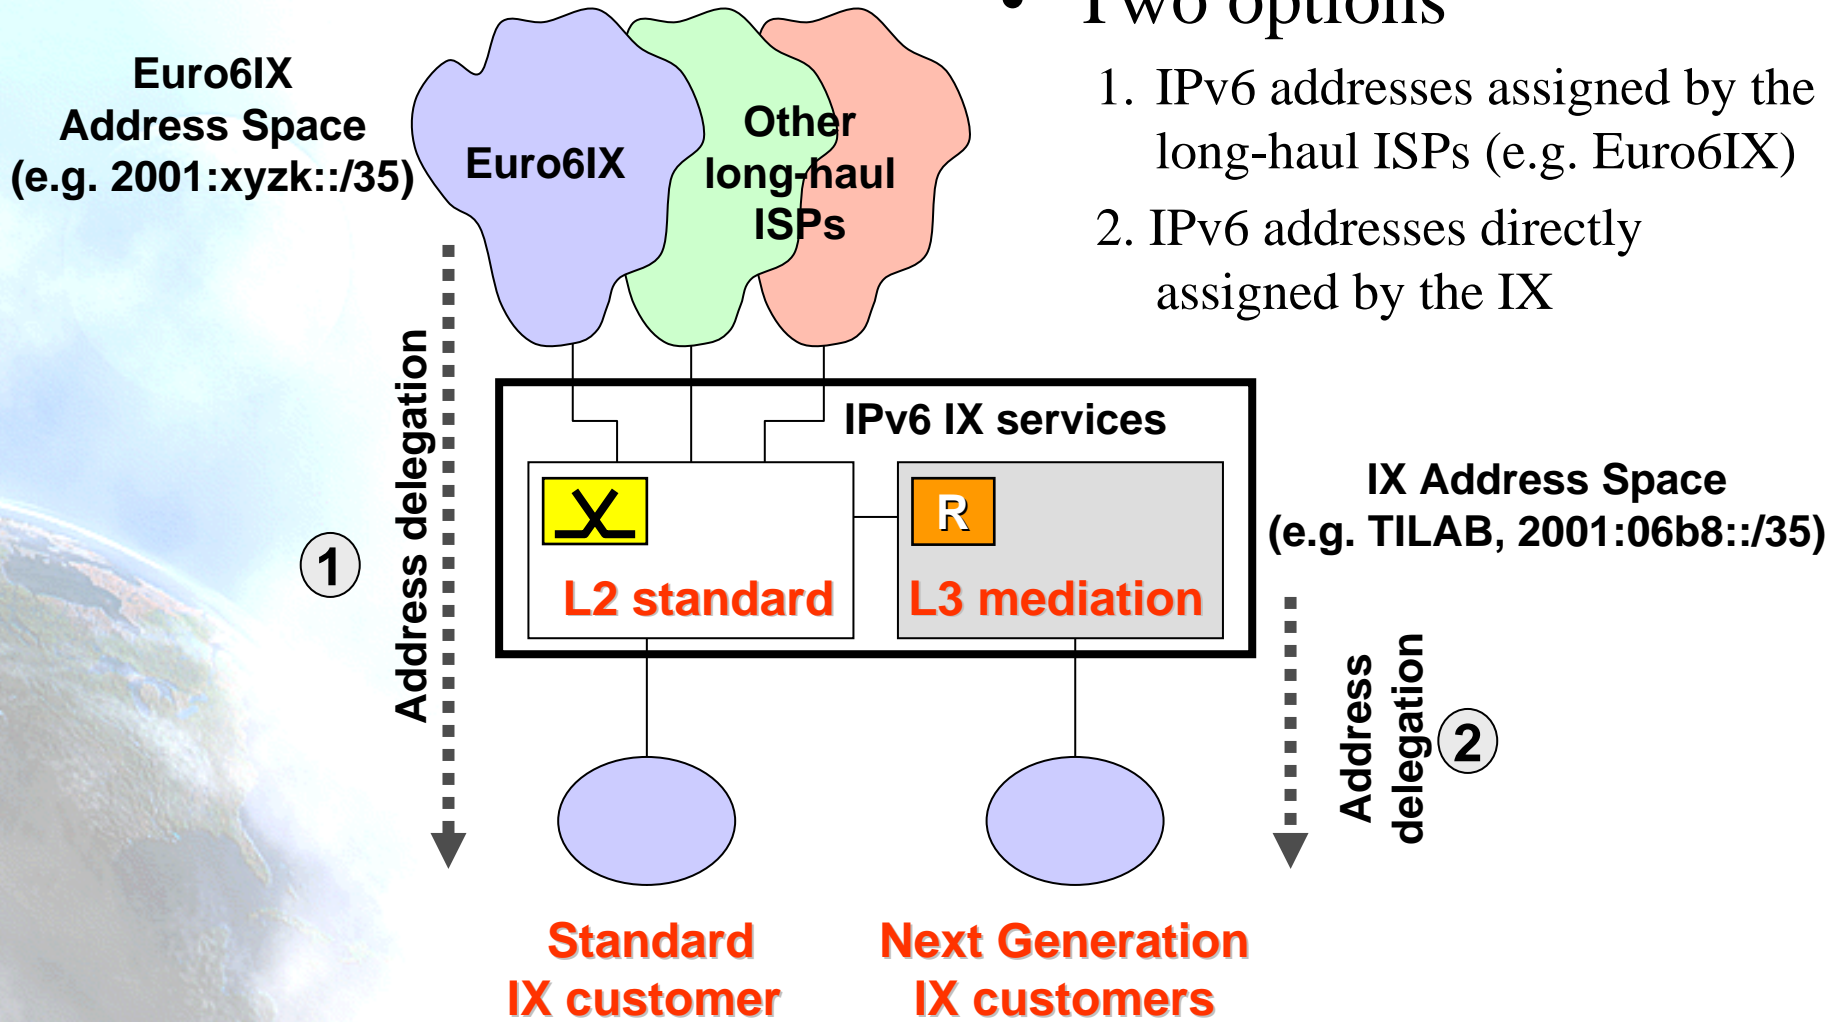 • Two options
1. IPv6 addresses assigned by the
long-haul ISPs (e.g. Euro6IX)
2. IPv6 addresses directly
assigned by the IX
Euro6IX
Address Space
(e.g. 2001:xyzk::/35)
Euro6IX
Other
long-haul
ISPs
Address delegation
1
IPv6 IX services
L2 standard
R
L3 mediation
IX Address Space
(e.g. TILAB, 2001:06b8::/35)
Address
delegation
2
Standard
IX customer
Next Generation
IX customers